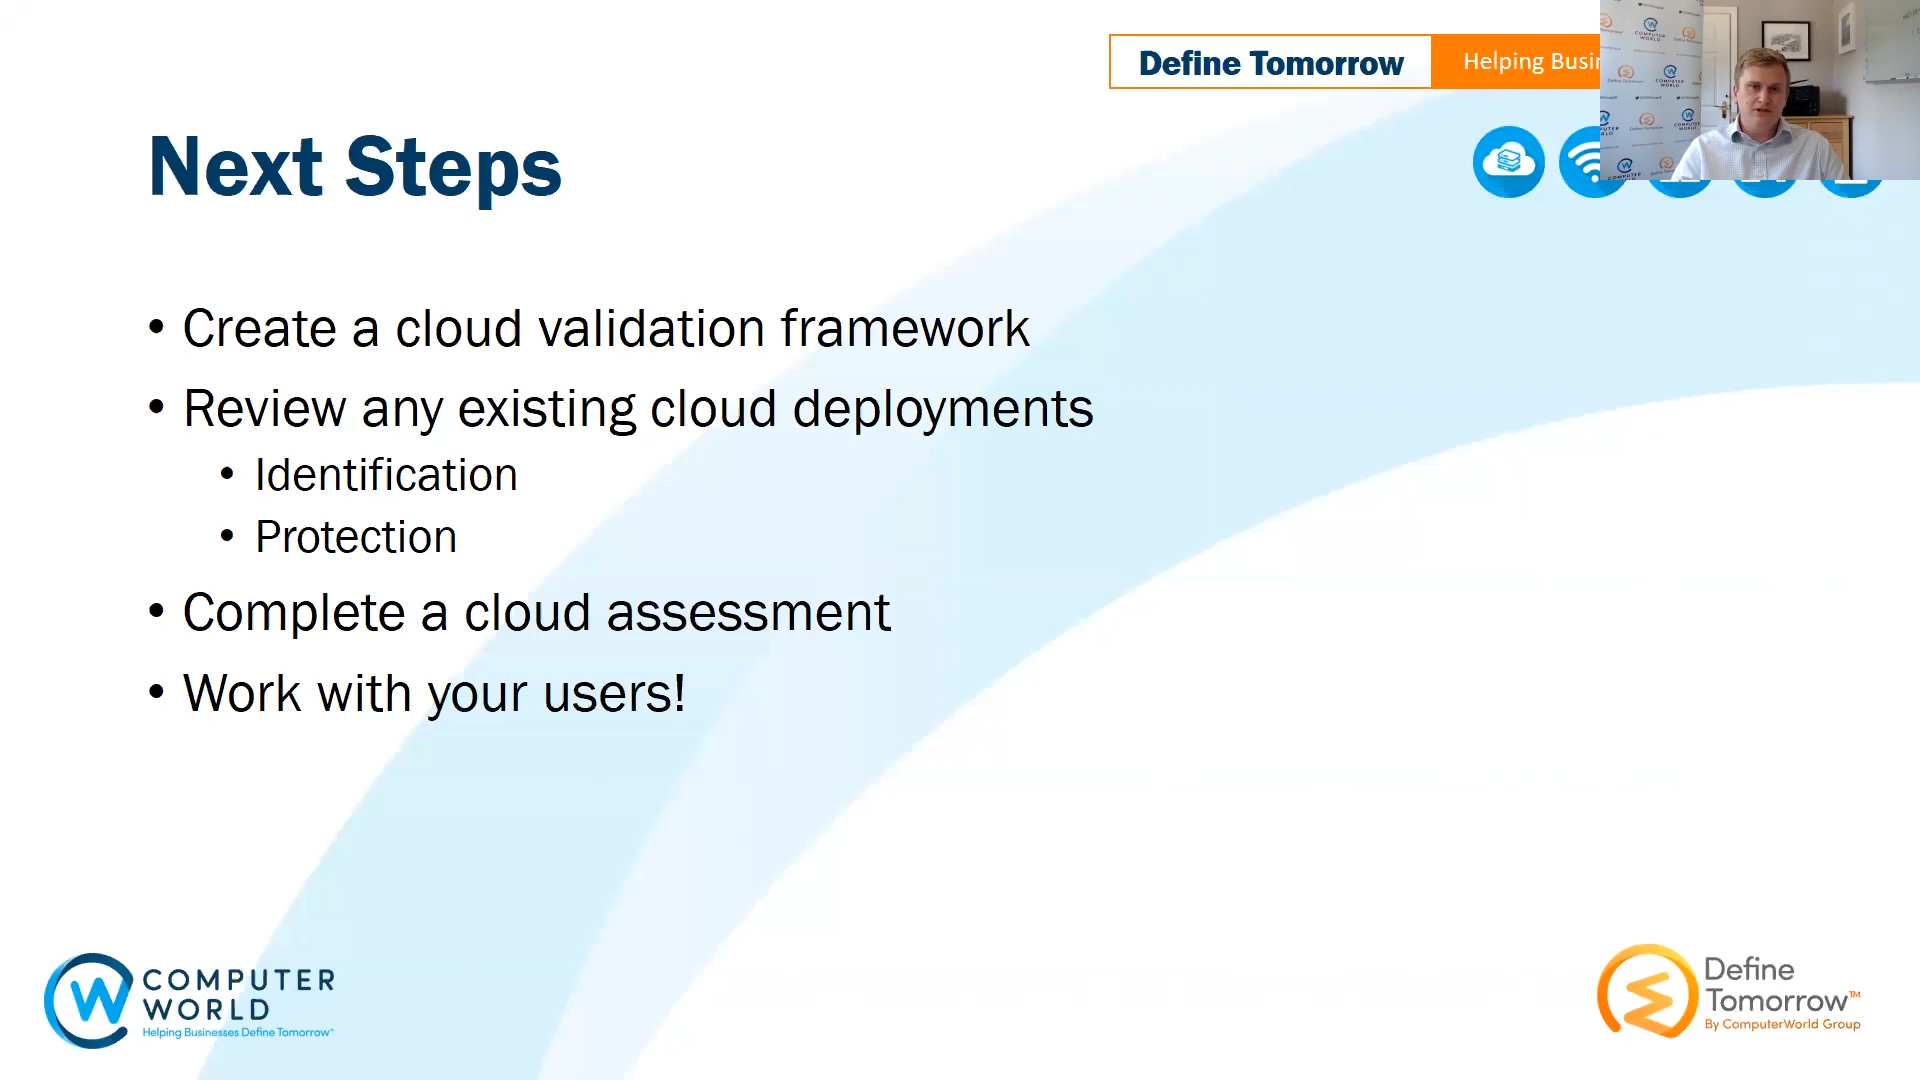 Define Tomorrow
Helping Busi
Next Steps
• Create a cloud validation framework
• Review any existing cloud deployments
• Identification
• Protection
• Complete a cloud assessment
• Work with your users!
COMPUTER
WORLD
Helping Businesses Define Tomorrow™
Define
Tomorrow™
By ComputerWorld Group